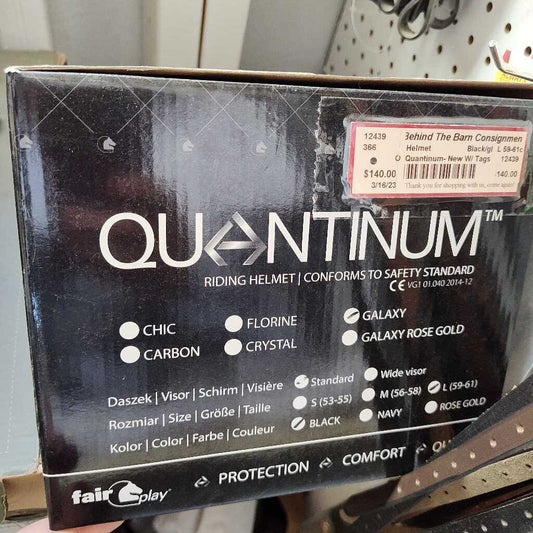 12439 Behind The Barn Consignmen
366 Helmet Black/gl L 59-61c
O Quantinum- New W/ Tags 12439
$140.00 140.00
3/16/23 Thank you for shopping with us, come again!
QUANTINUM™
RIDING HELMET | CONFORMS TO SAFETY STANDARD
CE VG1 01.040 2014-12
CHIC FLORINE GALAXY
CARBON CRYSTAL GALAXY ROSE GOLD
Daszek | Visor | Schirm | Visière Standard Wide visor
Rozmiar | Size | Größe | Taille S (53-55) M (56-58) L (59-61)
Kolor | Color | Farbe | Couleur BLACK NAVY ROSE GOLD
PROTECTION COMFORT QU
fair play